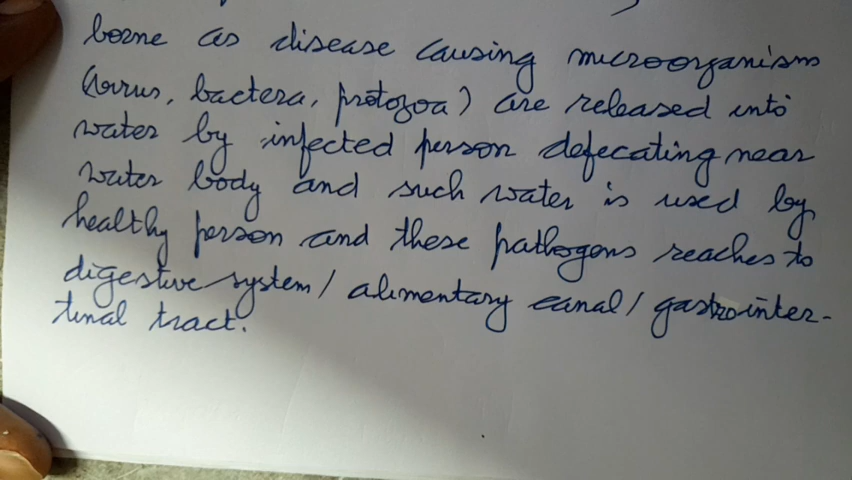 borne as disease causing microorganism
(virus, bactera, protozoa) are released into
water by infected person defecating near
water body and such water is used by
healthy person and these pathogens reaches to
digestive system/ alimentary canal/ gastrointer-
tinal tract.